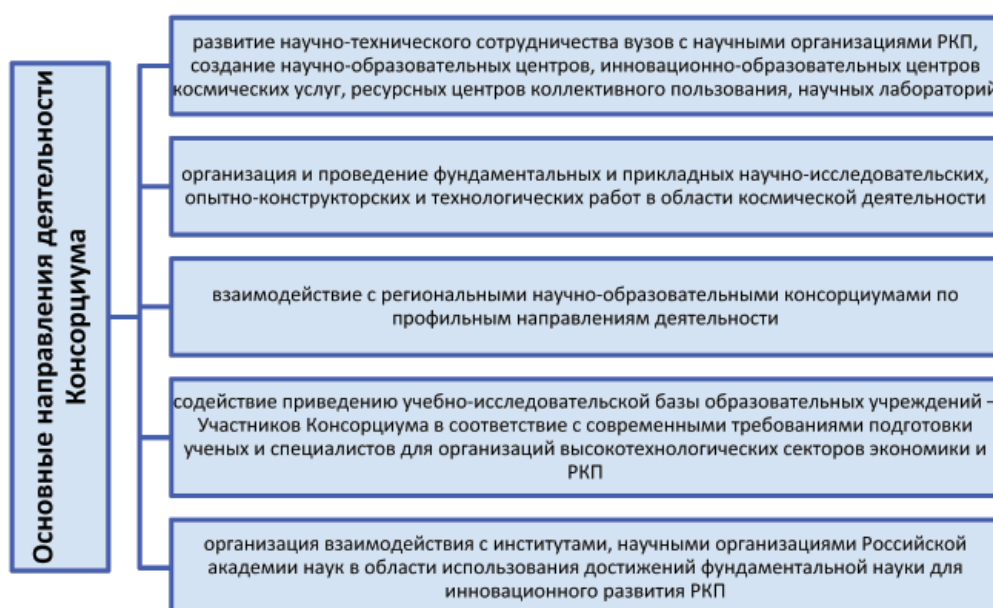 Основные направления деятельности
Консорциума
развитие научно-технического сотрудничества вузов с научными организациями РКП,
создание научно-образовательных центров, инновационно-образовательных центров
космических услуг, ресурсных центров коллективного пользования, научных лабораторий
организация и проведение фундаментальных и прикладных научно-исследовательских,
опытно-конструкторских и технологических работ в области космической деятельности
взаимодействие с региональными научно-образовательными консорциумами по
профильным направлениям деятельности
содействие приведению учебно-исследовательской базы образовательных учреждений –
Участников Консорциума в соответствие с современными требованиями подготовки
ученых и специалистов для организаций высокотехнологических секторов экономики и
РКП
организация взаимодействия с институтами, научными организациями Российской
академии наук в области использования достижений фундаментальной науки для
инновационного развития РКП